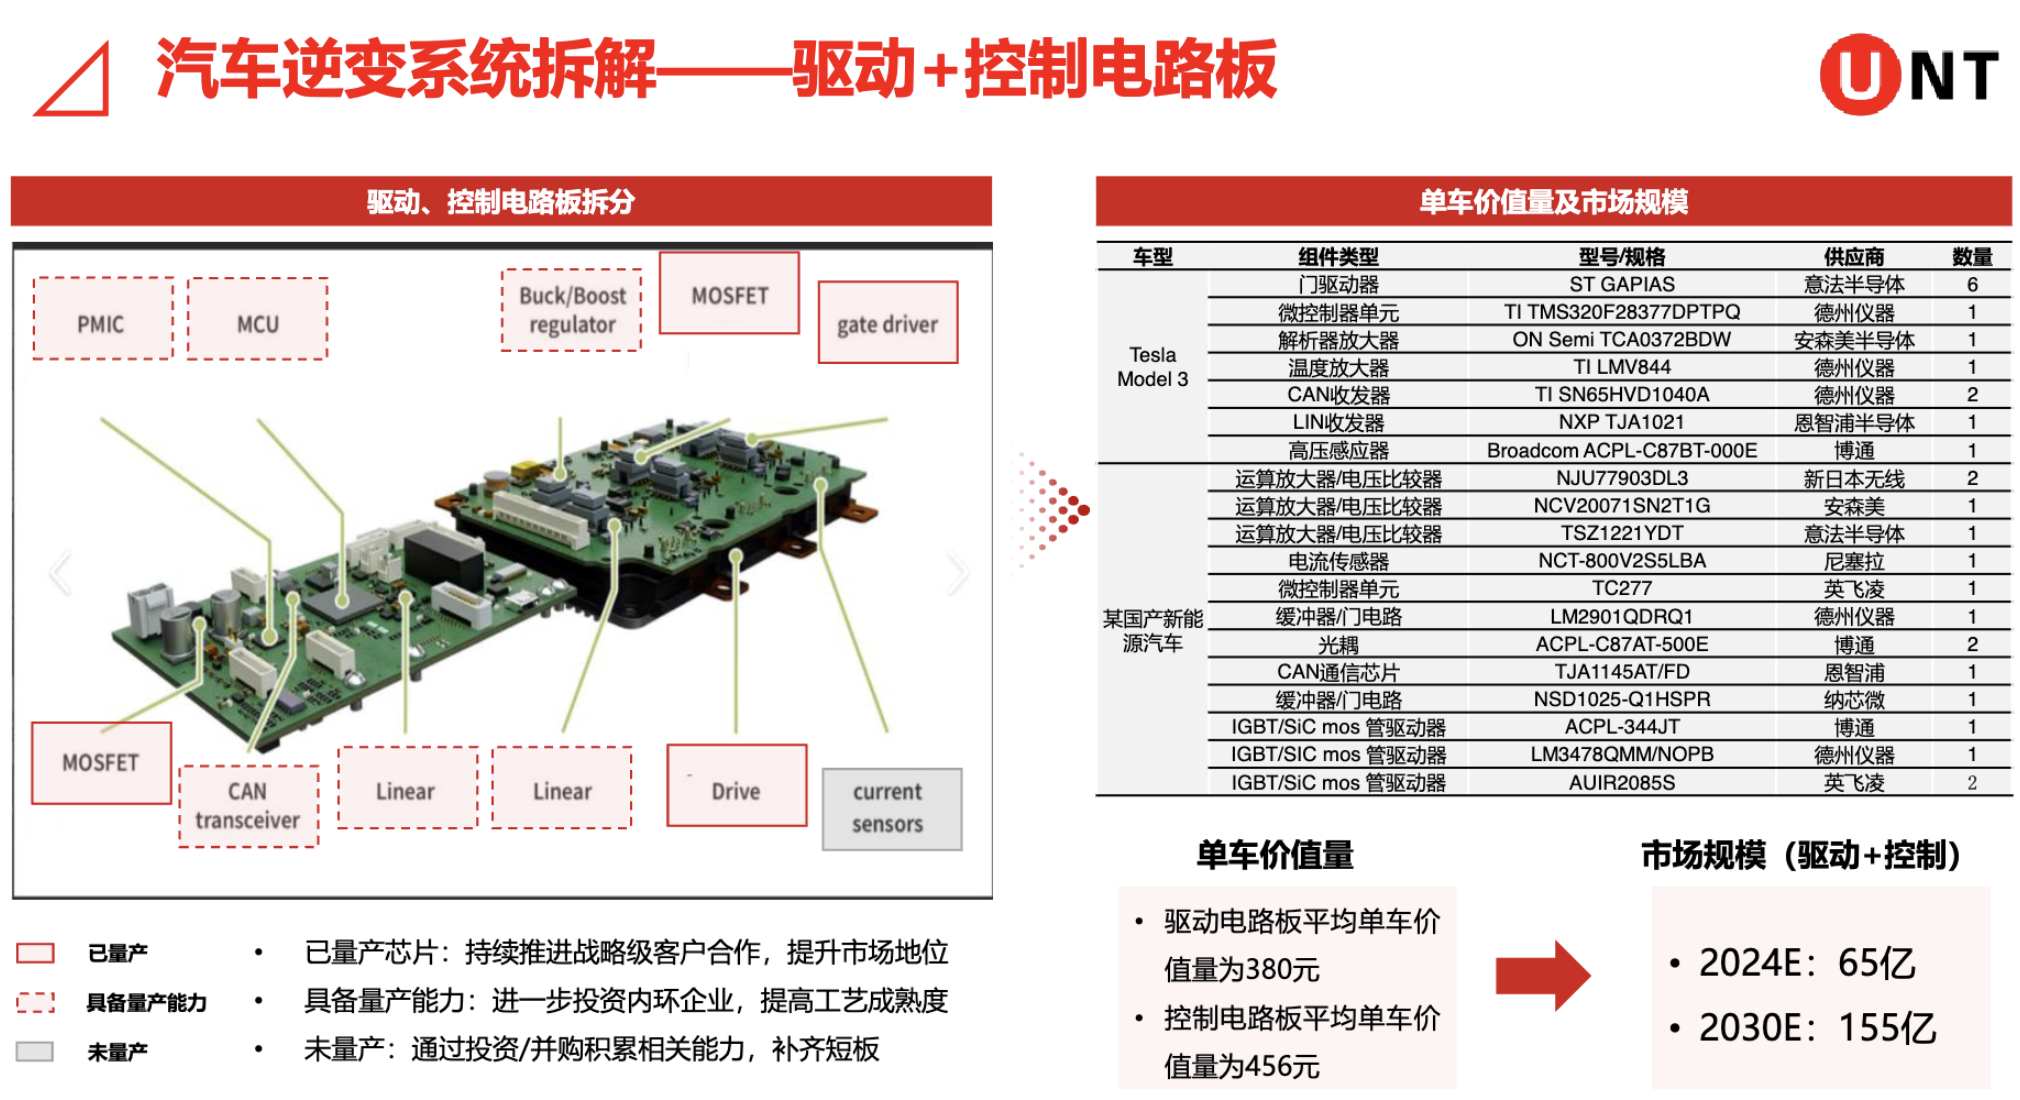 汽车逆变系统拆解——驱动+控制电路板
UNT
驱动、控制电路板拆分
PMIC
MCU
Buck/Boost
regulator
MOSFET
gate driver
MOSFET
CAN
transceiver
Linear
Linear
Drive
current
sensors
已量产 • 已量产芯片：持续推进战略级客户合作，提升市场地位
具备量产能力 • 具备量产能力：进一步投资内环企业，提高工艺成熟度
未量产 • 未量产：通过投资/并购积累相关能力，补齐短板
单车价值量及市场规模
车型 组件类型 型号/规格 供应商 数量
Tesla
Model 3
门驱动器 ST GAPIAS 意法半导体 6
微控制器单元 TI TMS320F28377DPTPQ 德州仪器 1
解析器放大器 ON Semi TCA0372BDW 安森美半导体 1
温度放大器 TI LMV844 德州仪器 1
CAN收发器 TI SN65HVD1040A 德州仪器 2
LIN收发器 NXP TJA1021 恩智浦半导体 1
高压感应器 Broadcom ACPL-C87BT-000E 博通 1
某国产新能
源汽车
运算放大器/电压比较器 NJU77903DL3 新日本无线 2
运算放大器/电压比较器 NCV20071SN2T1G 安森美 1
运算放大器/电压比较器 TSZ1221YDT 意法半导体 1
电流传感器 NCT-800V2S5LBA 尼塞拉 1
微控制器单元 TC277 英飞凌 1
缓冲器/门电路 LM2901QDRQ1 德州仪器 1
光耦 ACPL-C87AT-500E 博通 2
CAN通信芯片 TJA1145AT/FD 恩智浦 1
缓冲器/门电路 NSD1025-Q1HSPR 纳芯微 1
IGBT/SiC mos 管驱动器 ACPL-344JT 博通 1
IGBT/SiC mos 管驱动器 LM3478QMM/NOPB 德州仪器 1
IGBT/SiC mos 管驱动器 AUIR2085S 英飞凌 2
单车价值量
• 驱动电路板平均单车价
值量为380元
• 控制电路板平均单车价
值量为456元
市场规模（驱动+控制）
• 2024E：65亿
• 2030E：155亿